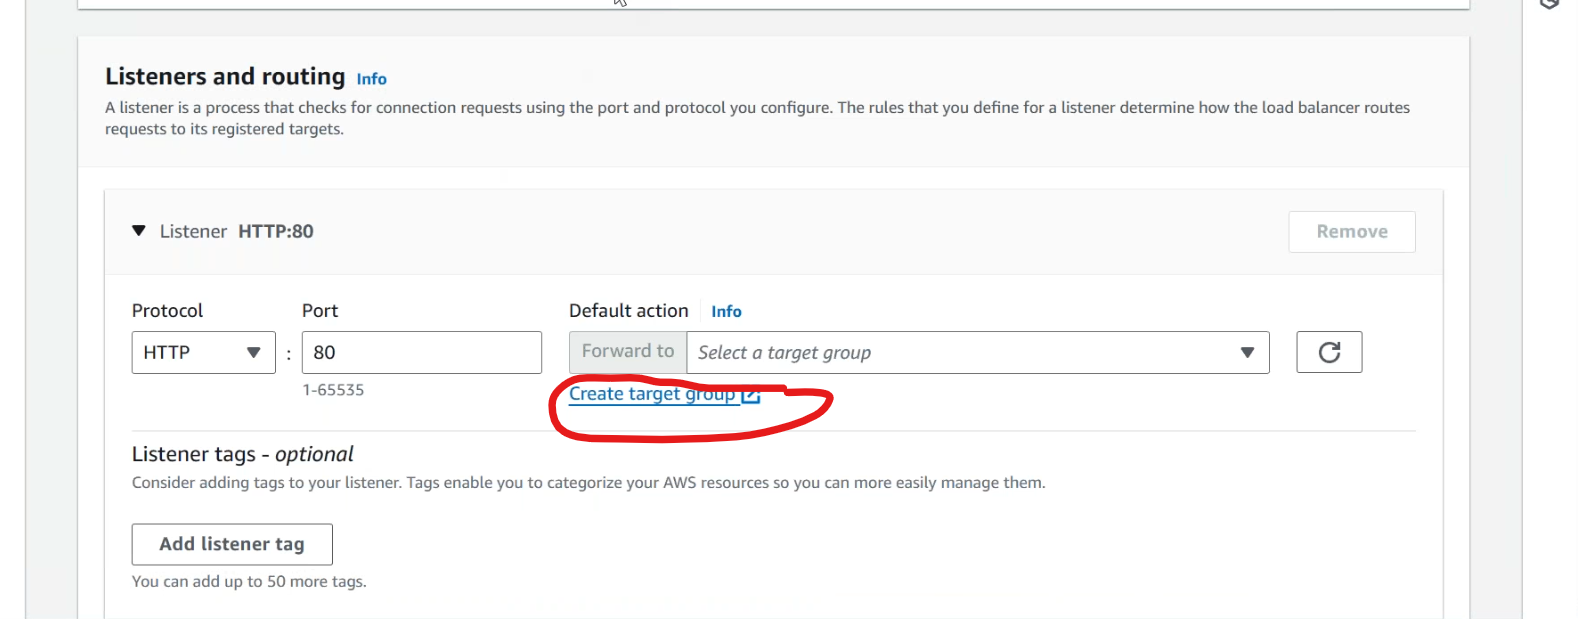 Listeners and routing Info
A listener is a process that checks for connection requests using the port and protocol you configure. The rules that you define for a listener determine how the load balancer routes
requests to its registered targets.
Listener HTTP:80
Remove
Protocol Port Default action Info
HTTP : 80 Forward to Select a target group
1-65535 Create target group
Listener tags - optional
Consider adding tags to your listener. Tags enable you to categorize your AWS resources so you can more easily manage them.
Add listener tag
You can add up to 50 more tags.